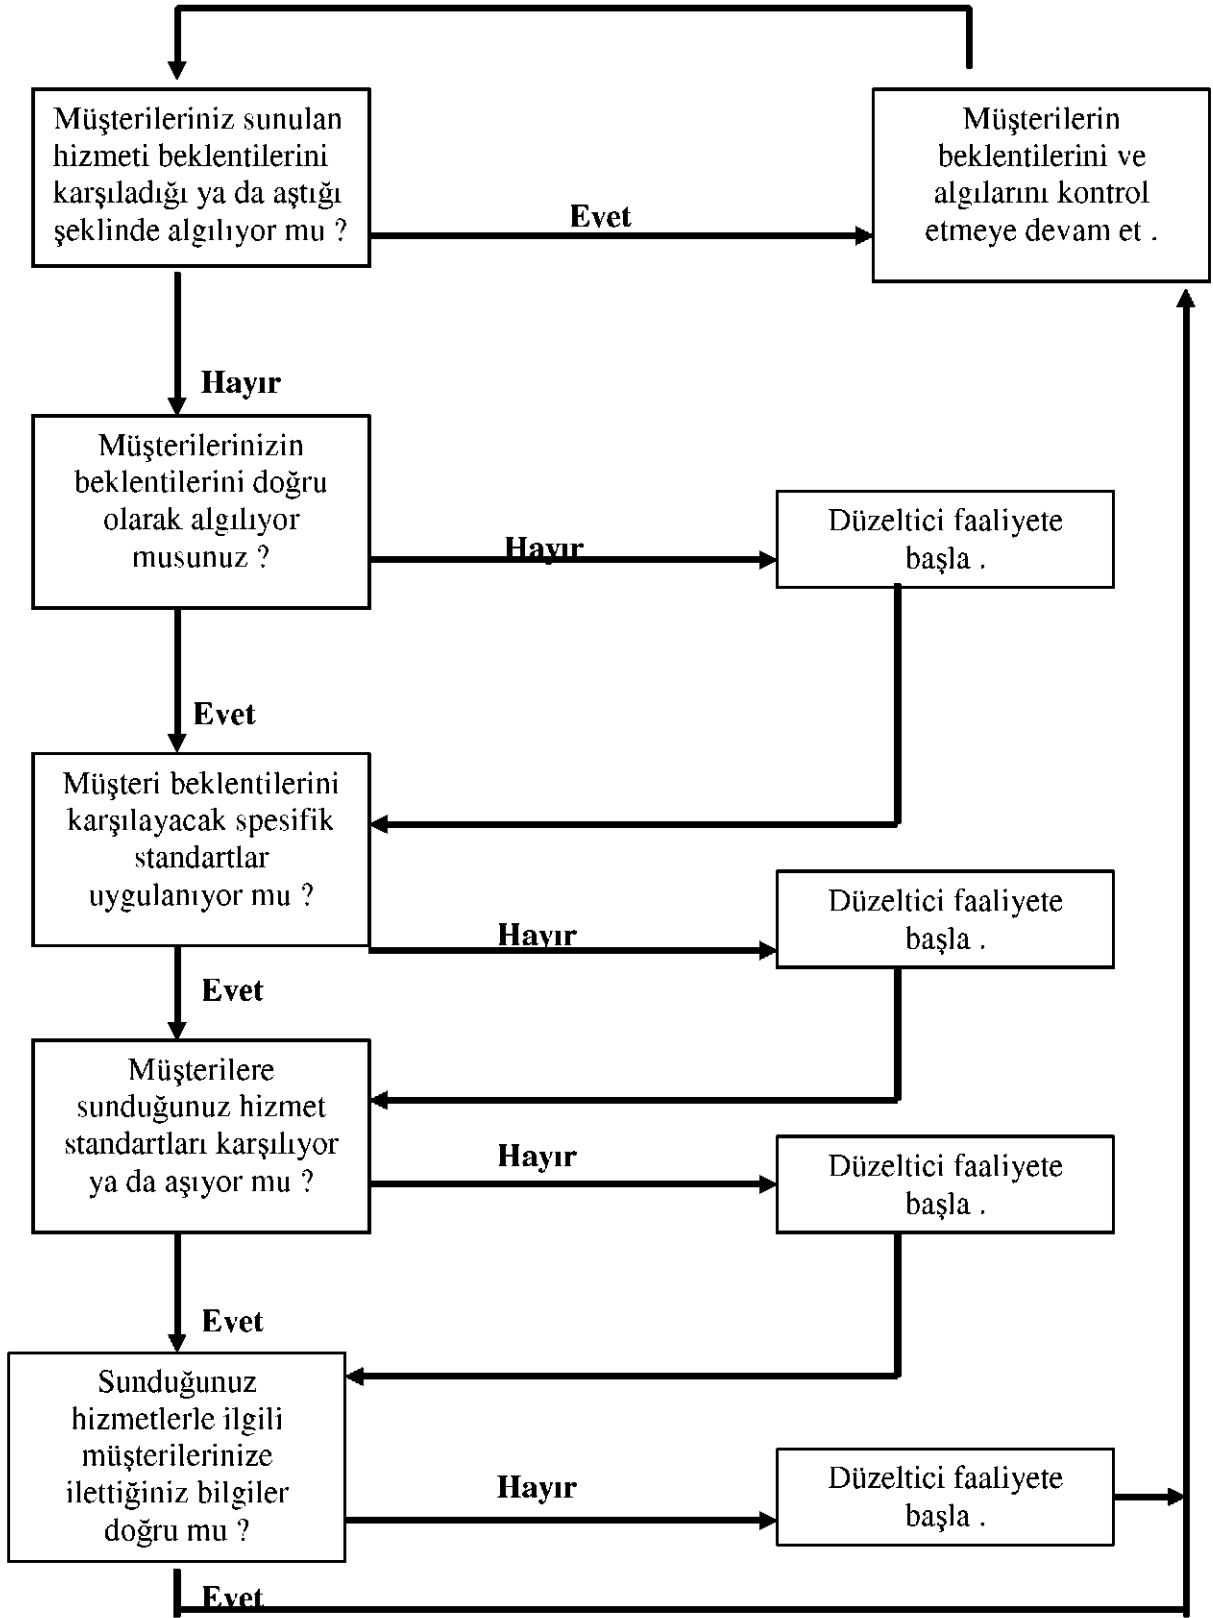 Müşterileriniz sunulan
hizmeti beklentilerini
karşıladığı ya da aştığı
şeklinde algılıyor mu ?
Evet
Müşterilerin
beklentilerini ve
algılarını kontrol
etmeye devam et .
Hayır
Müşterilerinizin
beklentilerini doğru
olarak algılıyor
musunuz ?
Hayır
Düzeltici faaliyete
başla .
Evet
Müşteri beklentilerini
karşılayacak spesifik
standartlar
uygulanıyor mu ?
Hayır
Düzeltici faaliyete
başla .
Evet
Müşterilere
sunduğunuz hizmet
standartları karşılıyor
ya da aşıyor mu ?
Hayır
Düzeltici faaliyete
başla .
Evet
Sunduğunuz
hizmetlerle ilgili
müşterilerinize
ilettiğiniz bilgiler
doğru mu ?
Hayır
Düzeltici faaliyete
başla .
Evet